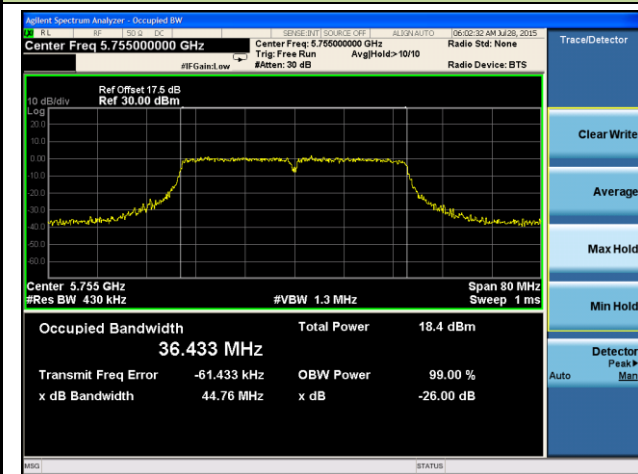 Agilent Spectrum Analyzer - Occupied BW
RL RF 50 Ω DC SENSE:INT SOURCE OFF ALIGN AUTO 06:02:32 AM Jul 28, 2015
Center Freq 5.755000000 GHz
Center Freq: 5.755000000 GHz
Radio Std: None
Trig: Free Run Avg|Hold:>10/10
#IFGain:Low #Atten: 30 dB Radio Device: BTS
Trace/Detector
Ref Offset 17.5 dB
10 dB/div Ref 30.00 dBm
Log
20.0
10.0
0.00
-10.0
-20.0
-30.0
-40.0
-50.0
-60.0
Center 5.755 GHz Span 80 MHz
#Res BW 430 kHz #VBW 1.3 MHz Sweep 1 ms
Occupied Bandwidth Total Power 18.4 dBm
36.433 MHz
Transmit Freq Error -61.433 kHz OBW Power 99.00 %
x dB Bandwidth 44.76 MHz x dB -26.00 dB
Clear Write
Average
Max Hold
Min Hold
Detector
Peak
Auto Man
MSG STATUS